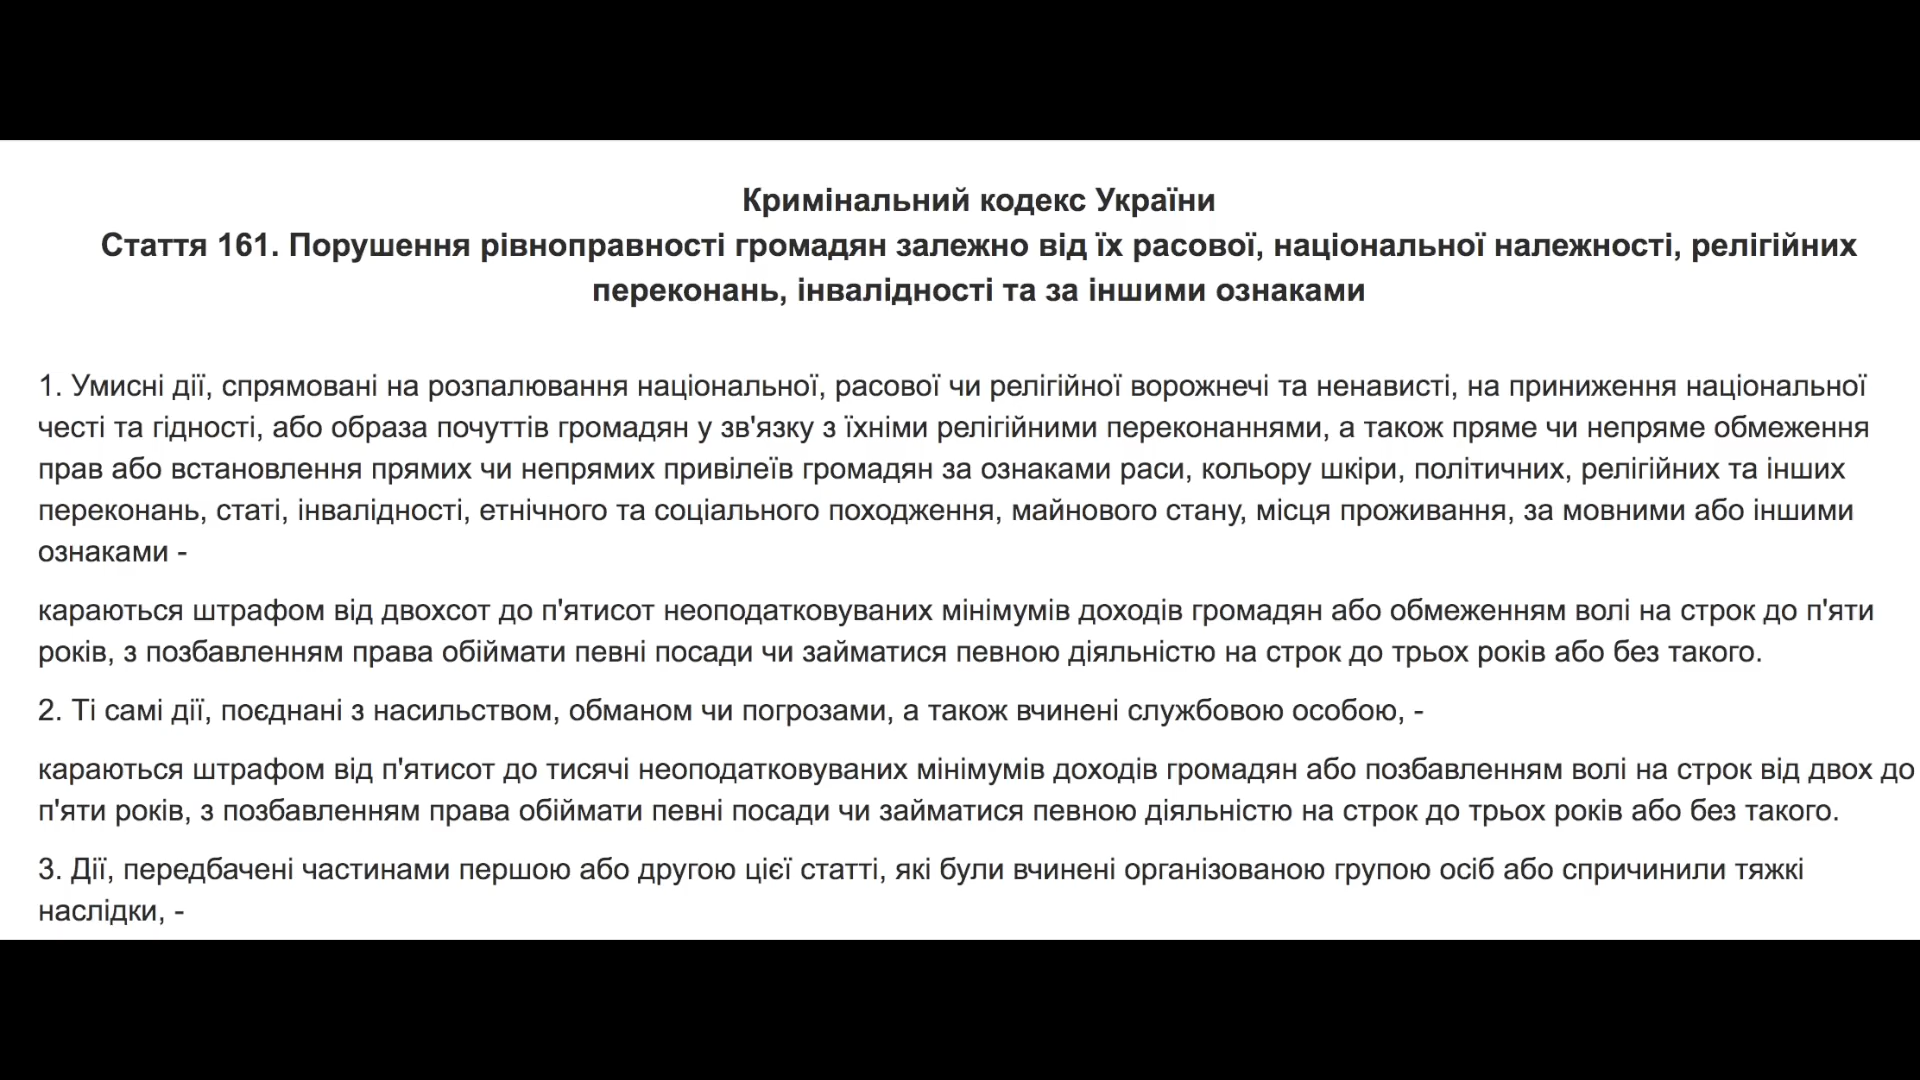 Кримінальний кодекс України
Стаття 161. Порушення рівноправності громадян залежно від їх расової, національної належності, релігійних
переконань, інвалідності та за іншими ознаками
1. Умисні дії, спрямовані на розпалювання національної, расової чи релігійної ворожнечі та ненависті, на приниження національної
честі та гідності, або образа почуттів громадян у зв'язку з їхніми релігійними переконаннями, а також пряме чи непряме обмеження
прав або встановлення прямих чи непрямих привілеїв громадян за ознаками раси, кольору шкіри, політичних, релігійних та інших
переконань, статі, інвалідності, етнічного та соціального походження, майнового стану, місця проживання, за мовними або іншими
ознаками -
караються штрафом від двохсот до п'ятисот неоподатковуваних мінімумів доходів громадян або обмеженням волі на строк до п'яти
років, з позбавленням права обіймати певні посади чи займатися певною діяльністю на строк до трьох років або без такого.
2. Ті самі дії, поєднані з насильством, обманом чи погрозами, а також вчинені службовою особою, -
караються штрафом від п'ятисот до тисячі неоподатковуваних мінімумів доходів громадян або позбавленням волі на строк від двох до
п'яти років, з позбавленням права обіймати певні посади чи займатися певною діяльністю на строк до трьох років або без такого.
3. Дії, передбачені частинами першою або другою цієї статті, які були вчинені організованою групою осіб або спричинили тяжкі
наслідки, -